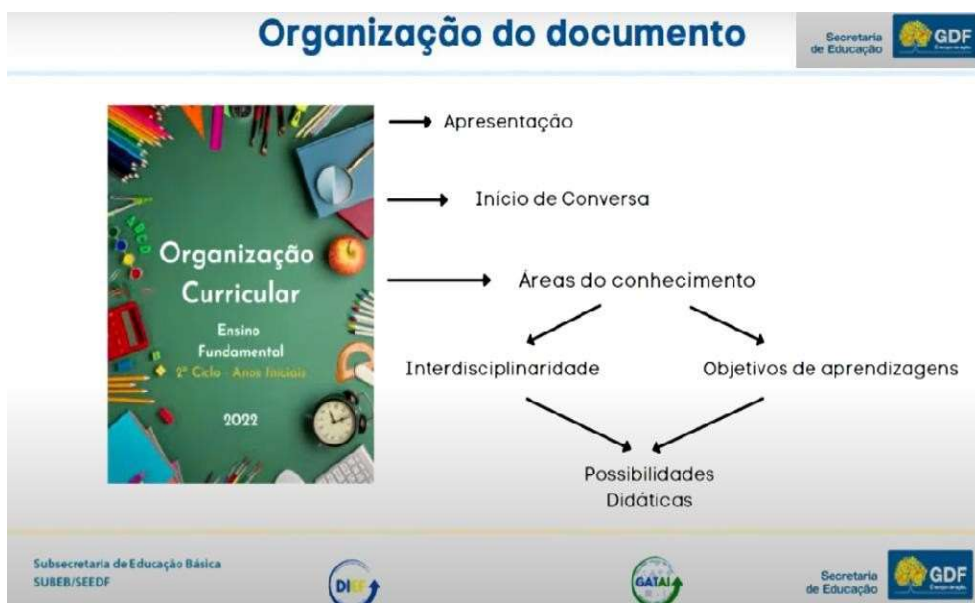 Organização do documento
Secretaria
de Educação
GDF
Apresentação
Início de Conversa
Organização
Curricular
Ensino
Fundamental
2º Ciclo - Anos Iniciais
2022
Áreas do conhecimento
Interdisciplinaridade
Objetivos de aprendizagens
Possibilidades
Didáticas
Subsecretaria de Educação Básica
SUBEB/SEEDF
DIEF
GATAI
Secretaria
de Educação
GDF